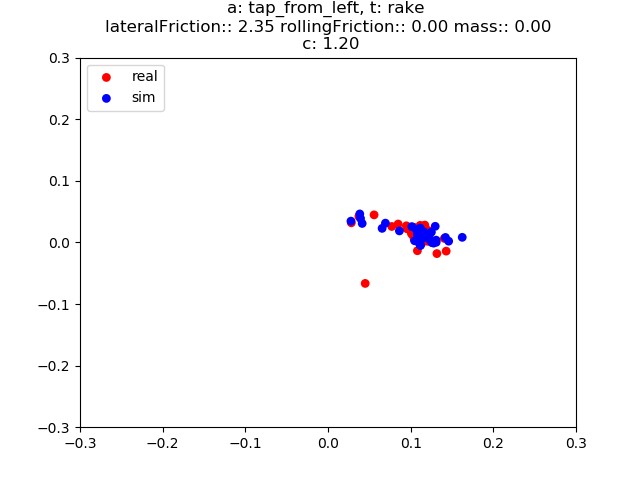 a: tap_from_left, t: rake
lateralFriction:: 2.35 rollingFriction:: 0.00 mass:: 0.00
c: 1.20
real
sim
0.3
0.2
0.1
0.0
−0.1
−0.2
−0.3
−0.3
−0.2
−0.1
0.0
0.1
0.2
0.3